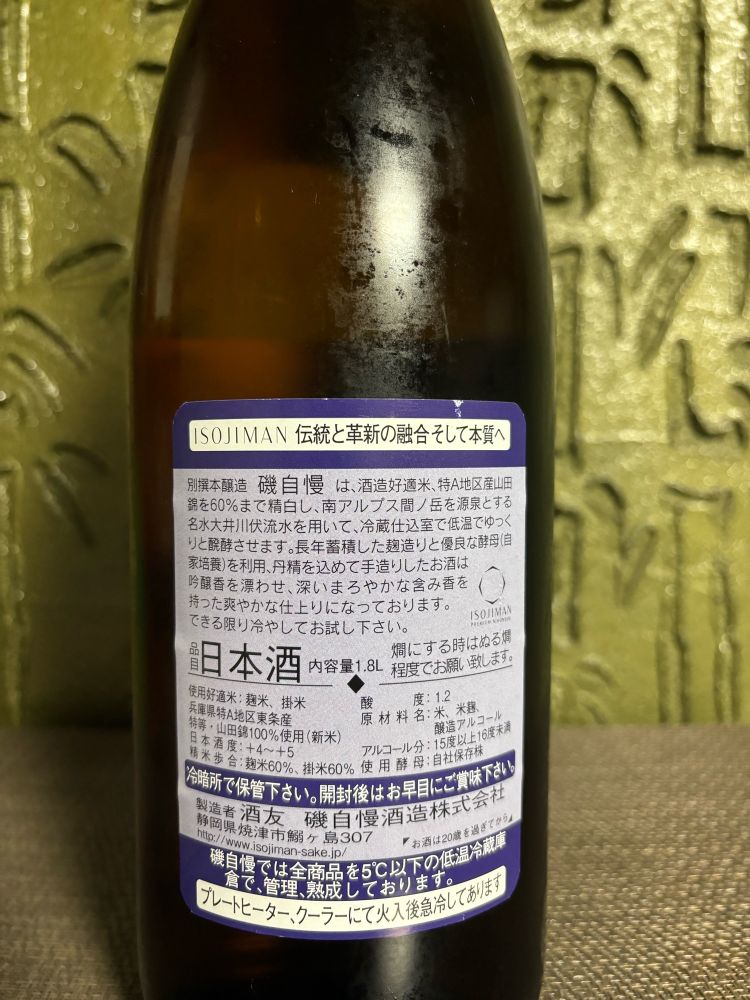 ISOJIMAN 伝統と革新の融合そして本質へ
別撰本醸造 磯自慢 は、酒造好適米、特A地区産山田
錦を60%まで精白し、南アルプス間ノ岳を源泉とする
名水大井川伏流水を用いて、冷蔵仕込室で低温でゆっく
りと醗酵させます。長年蓄積した麹造りと優良な酵母(自
家培養)を利用、丹精を込めて手造りしたお酒は
吟醸香を漂わせ、深いまろやかな含み香を
持った爽やかな仕上りになっております。
できる限り冷やしてお試し下さい。
ISOJIMAN
品目 日本酒 内容量1.8L
燗にする時はぬる燗
程度でお願い致します。
使用好適米:麹米、掛米
兵庫県特A地区東条産
特等・山田錦100%使用(新米)
日本酒度:+4〜+5
精米歩合:麹米60%、掛米60%
酸度:1.2
原材料名:米、米麹、
醸造アルコール
アルコール分:15度以上16度未満
使用酵母:自社保存株
冷暗所で保管下さい。開封後はお早目にご賞味下さい。
製造者 酒友 磯自慢酒造株式会社
静岡県焼津市鰯ヶ島307
http://www.isojiman-sake.jp/
お酒は20歳を過ぎてから
磯自慢では全商品を5℃以下の低温冷蔵庫
倉で、管理、熟成しております。
プレートヒーター、クーラーにて火入後急冷してあります